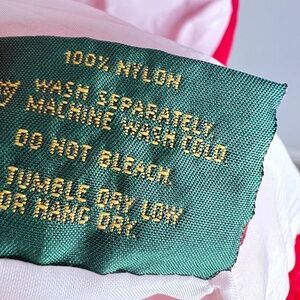 100% NYLON
WASH SEPARATELY
MACHINE WASH COLD
DO NOT BLEACH.
TUMBLE DRY LOW
OR HANG DRY